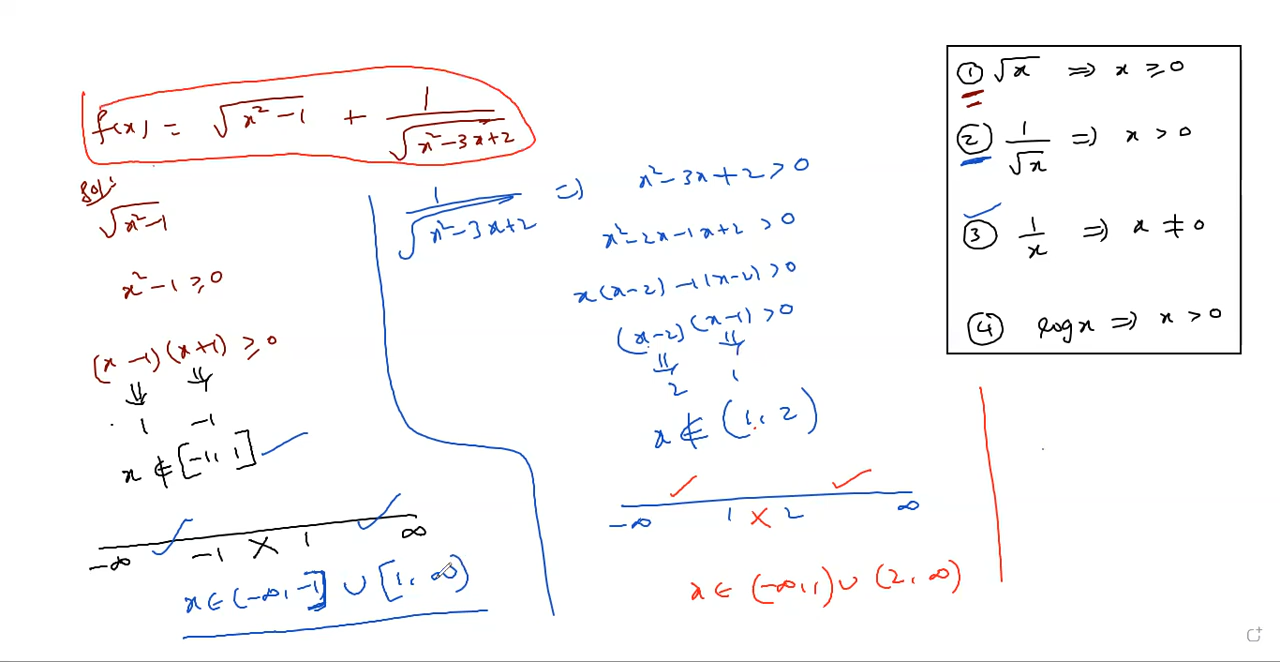 f(x) = √(x²-1) + 1/√(x²-3x+2)
Sol:
√(x²-1)
x²-1 ≥ 0
(x-1)(x+1) ≥ 0
⇓ ⇓
1 -1
x ∉ [-1, 1] ✓
-∞ ✓ -1 ✗ 1 ✓ ∞
x ∈ (-∞, -1] ∪ [1, ∞)
1/√(x²-3x+2) ⇒ x²-3x+2 > 0
x²-2x-1x+2 > 0
x(x-2)-1(x-2) > 0
(x-2)(x-1) > 0
⇓ ⇓
2 1
x ∉ (1, 2)
-∞ ✓ 1 ✗ 2 ✓ ∞
x ∈ (-∞, 1) ∪ (2, ∞)
① √x ⇒ x ≥ 0
② 1/√x ⇒ x > 0
③ 1/x ⇒ x ≠ 0
④ log x ⇒ x > 0